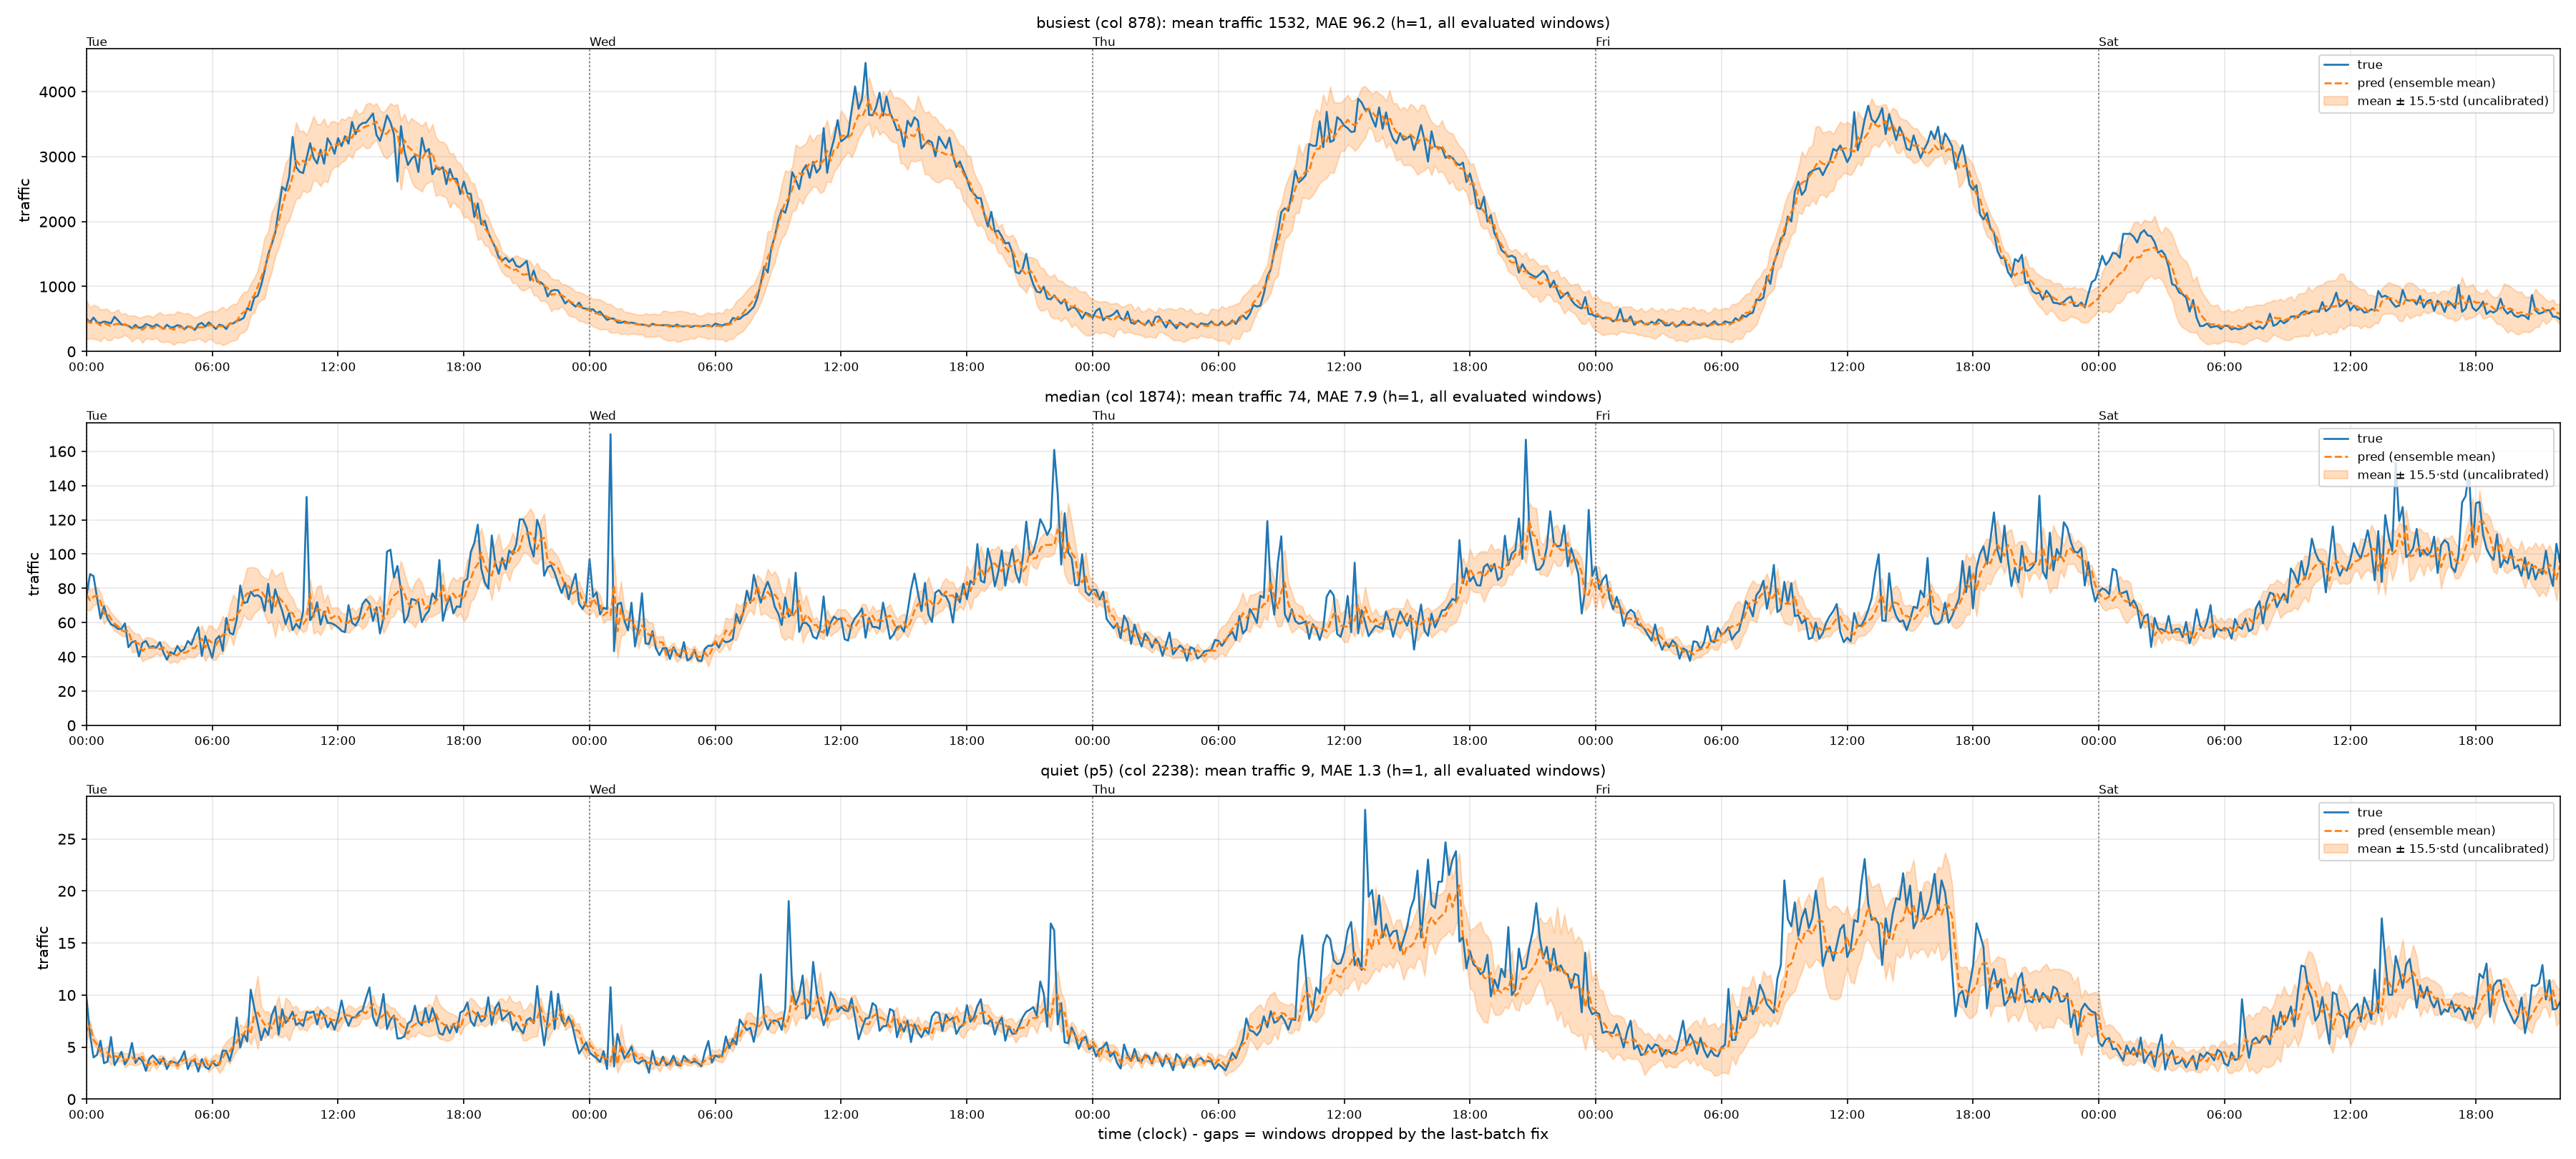 busiest (col 878): mean traffic 1532, MAE 96.2 (h=1, all evaluated windows)
Tue Wed Thu Fri Sat
true
pred (ensemble mean)
mean ± 15.5·std (uncalibrated)
traffic
4000
3000
2000
1000
0
00:00 06:00 12:00 18:00 00:00 06:00 12:00 18:00 00:00 06:00 12:00 18:00 00:00 06:00 12:00 18:00 00:00 06:00 12:00 18:00
median (col 1874): mean traffic 74, MAE 7.9 (h=1, all evaluated windows)
Tue Wed Thu Fri Sat
true
pred (ensemble mean)
mean ± 15.5·std (uncalibrated)
traffic
160
140
120
100
80
60
40
20
0
00:00 06:00 12:00 18:00 00:00 06:00 12:00 18:00 00:00 06:00 12:00 18:00 00:00 06:00 12:00 18:00 00:00 06:00 12:00 18:00
quiet (p5) (col 2238): mean traffic 9, MAE 1.3 (h=1, all evaluated windows)
Tue Wed Thu Fri Sat
true
pred (ensemble mean)
mean ± 15.5·std (uncalibrated)
traffic
25
20
15
10
5
0
00:00 06:00 12:00 18:00 00:00 06:00 12:00 18:00 00:00 06:00 12:00 18:00 00:00 06:00 12:00 18:00 00:00 06:00 12:00 18:00
time (clock) - gaps = windows dropped by the last-batch fix